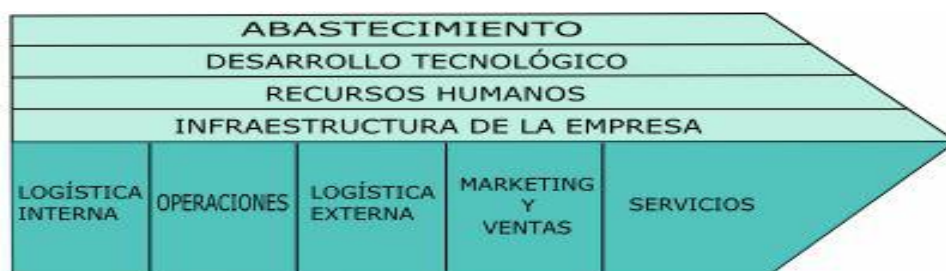 ABASTECIMIENTO
DESARROLLO TECNOLÓGICO
RECURSOS HUMANOS
INFRAESTRUCTURA DE LA EMPRESA
LOGÍSTICA
INTERNA
OPERACIONES
LOGÍSTICA
EXTERNA
MARKETING
Y
VENTAS
SERVICIOS